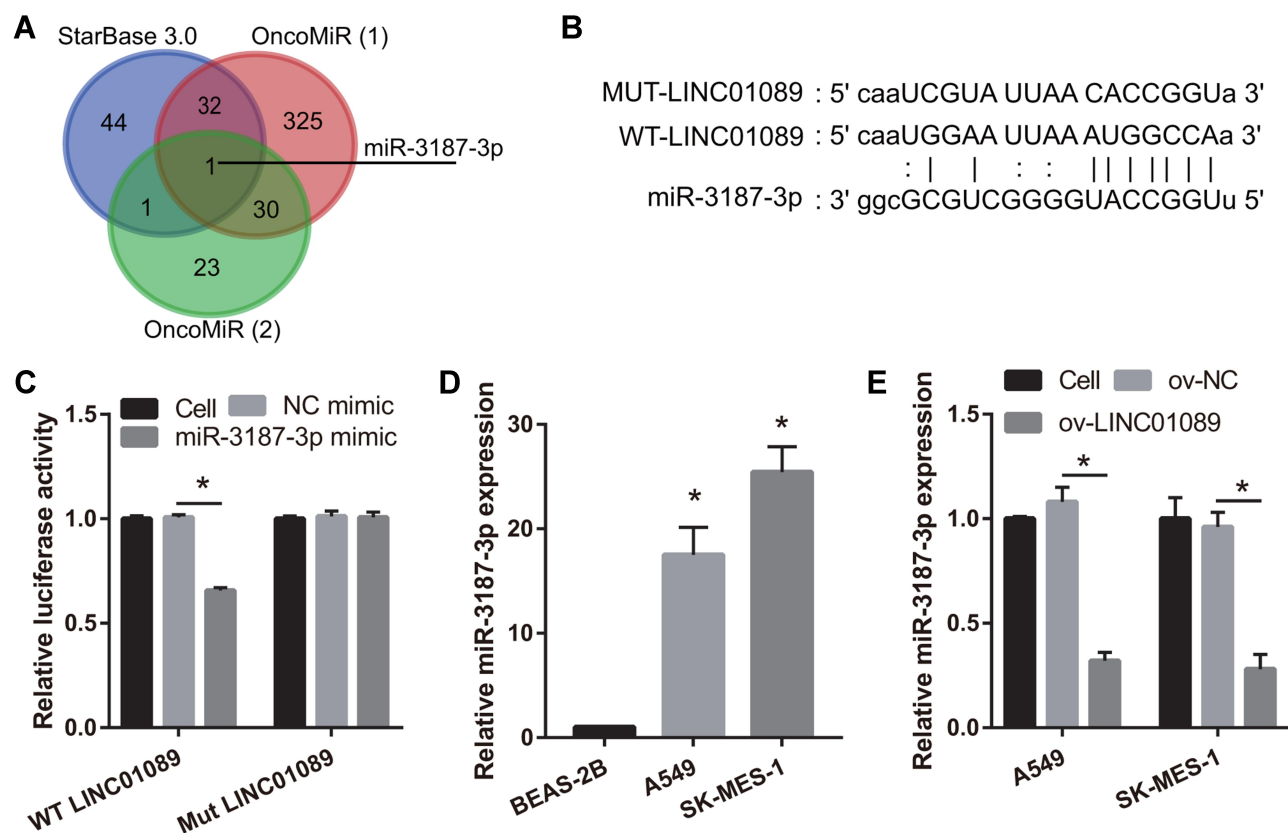 A
StarBase 3.0
OncoMiR (1)
44
32
325
1
miR-3187-3p
1
30
23
OncoMiR (2)
B
MUT-LINC01089 : 5' caaUCGUA UUAA CACCGGUa 3'
WT-LINC01089 : 5' caaUGGAA UUAA AUGGCCAa 3'
: | | : : || | || | |
miR-3187-3p : 3' ggcGCGUCGGGGUACCGGUu 5'
C
Cell NC mimic
miR-3187-3p mimic
Relative luciferase activity
1.5
1.0
0.5
0.0
*
WT LINC01089
Mut LINC01089
D
Relative miR-3187-3p expression
30
20
10
0
*
*
BEAS-2B
A549
SK-MES-1
E
Cell ov-NC
ov-LINC01089
Relative miR-3187-3p expression
1.5
1.0
0.5
0.0
*
*
A549
SK-MES-1